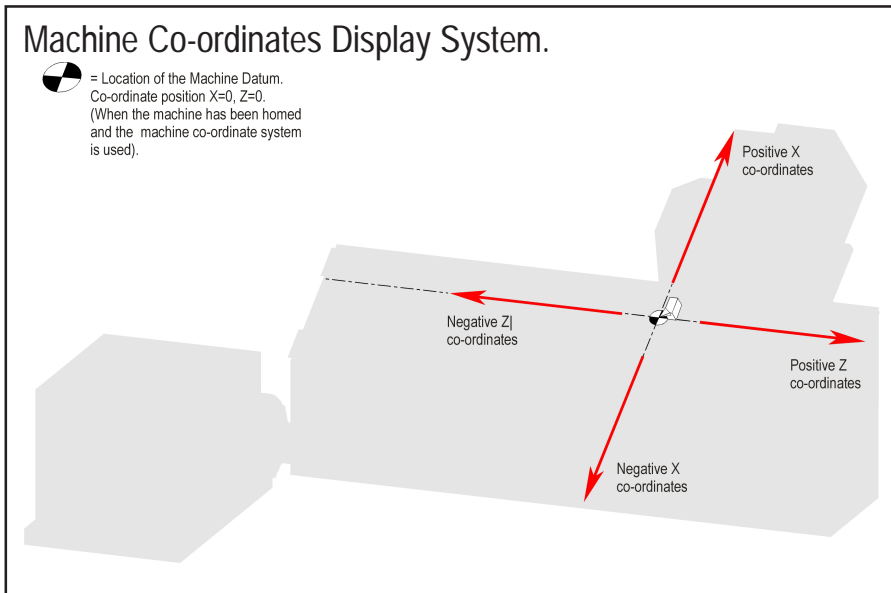 Machine Co-ordinates Display System.
= Location of the Machine Datum.
Co-ordinate position X=0, Z=0.
(When the machine has been homed
and the machine co-ordinate system
is used).
Positive X
co-ordinates
Negative Z|
co-ordinates
Positive Z
co-ordinates
Negative X
co-ordinates